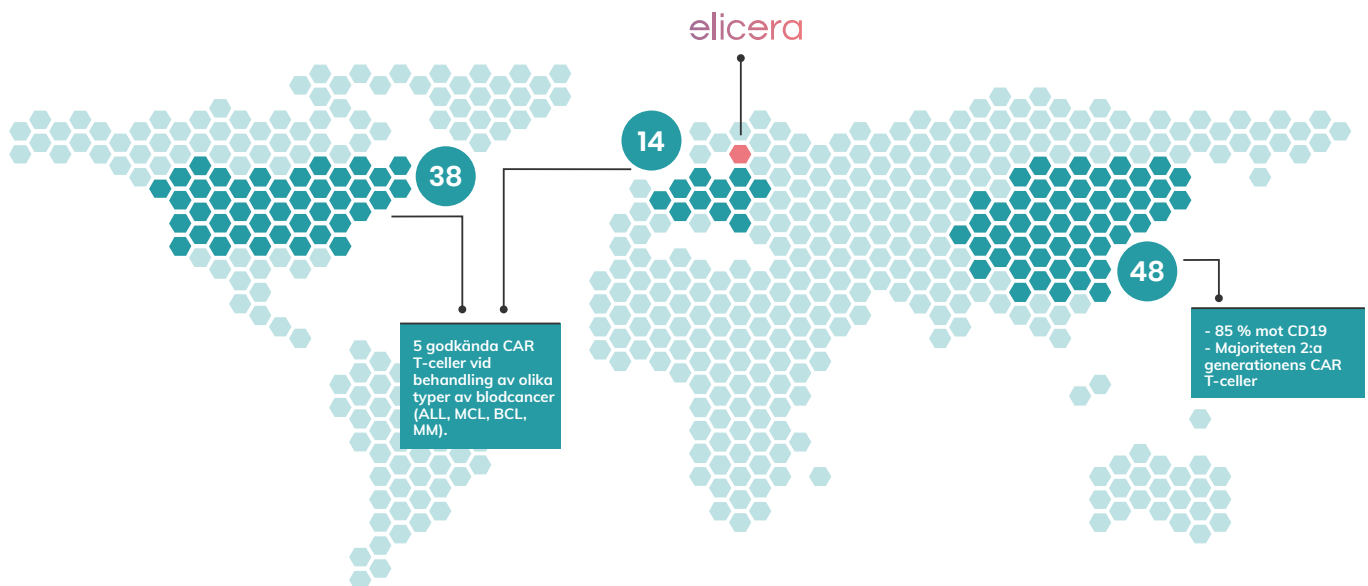 elicera
14
38
48
5 godkända CAR
T-celler vid
behandling av olika
typer av blodcancer
(ALL, MCL, BCL,
MM).
- 85 % mot CD19
- Majoriteten 2:a
generationens CAR
T-celler